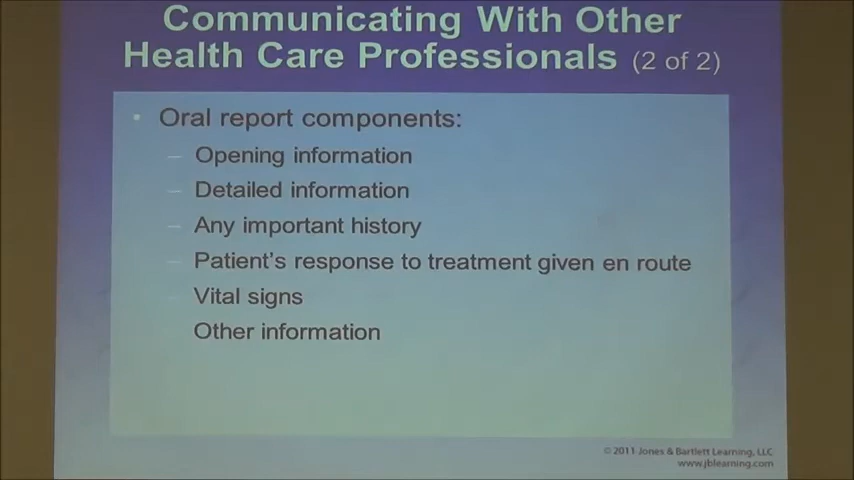 Communicating With Other
Health Care Professionals (2 of 2)
• Oral report components:
– Opening information
– Detailed information
– Any important history
– Patient's response to treatment given en route
– Vital signs
Other information
© 2011 Jones & Bartlett Learning, LLC
www.jblearning.com